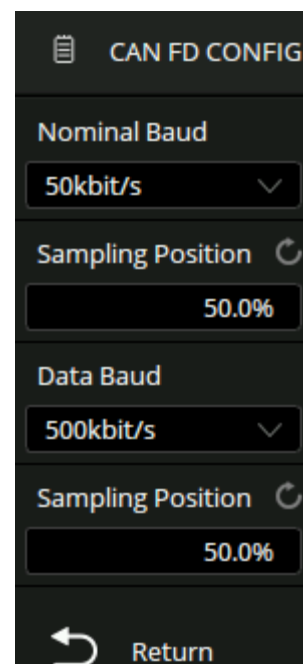 CAN FD CONFIG
Nominal Baud
50kbit/s
Sampling Position
50.0%
Data Baud
500kbit/s
Sampling Position
50.0%
Return